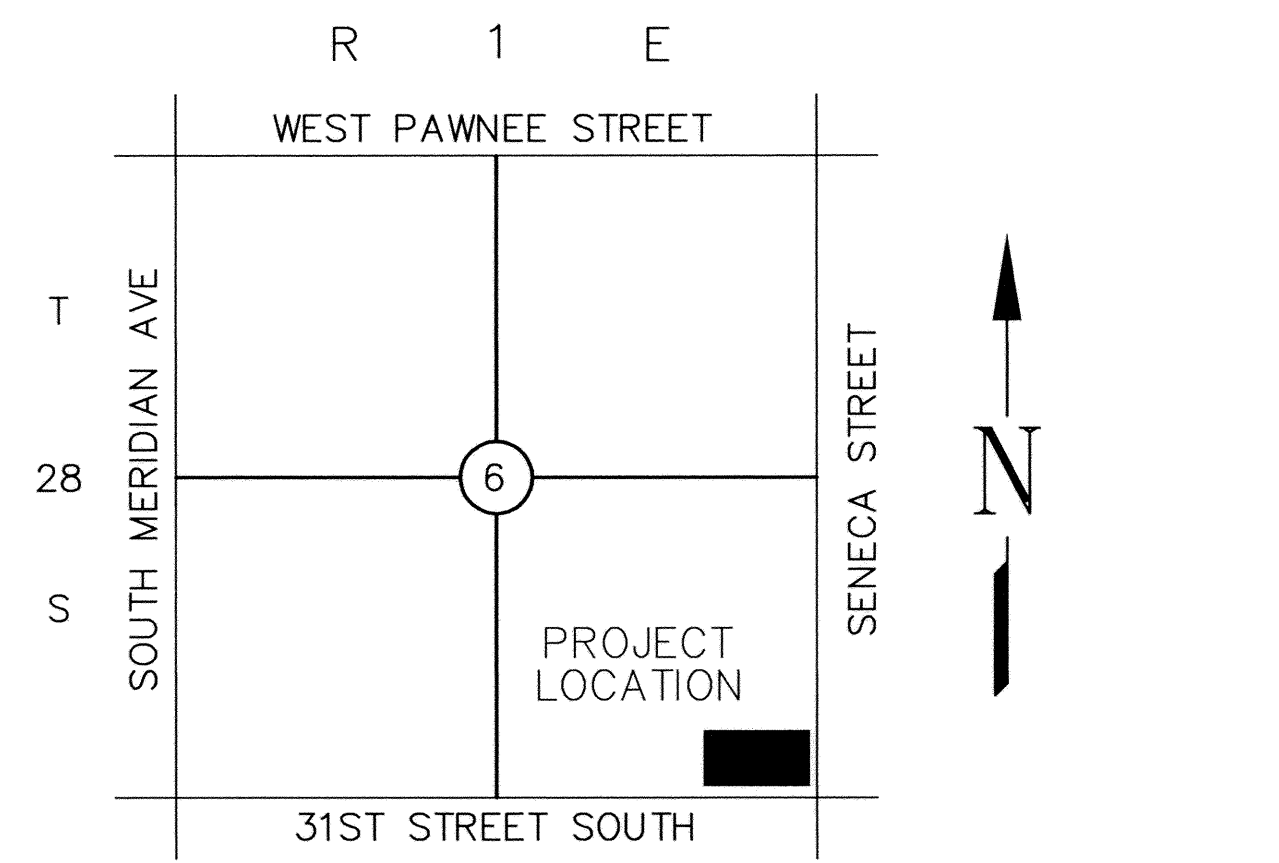 R 1 E
WEST PAWNEE STREET
T
28
S
SOUTH MERIDIAN AVE
6
SENECA STREET
N
PROJECT
LOCATION
31ST STREET SOUTH